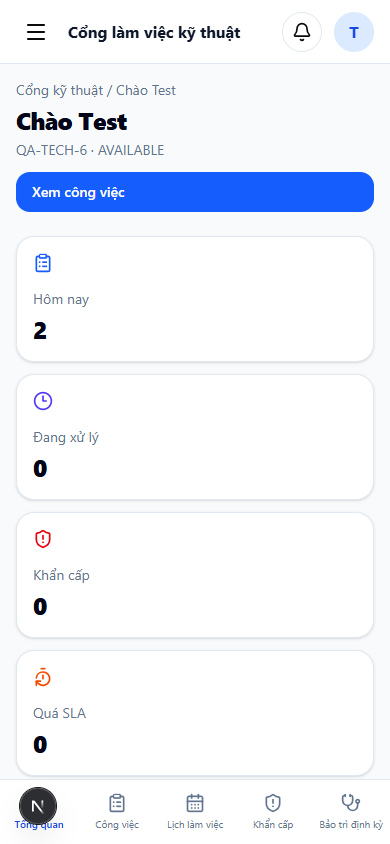 Cổng làm việc kỹ thuật
T
Cổng kỹ thuật / Chào Test
Chào Test
QA-TECH-6 · AVAILABLE
Xem công việc
Hôm nay
2
Đang xử lý
0
Khẩn cấp
0
Quá SLA
0
N
Tổng quan
Công việc
Lịch làm việc
Khẩn cấp
Bảo trì định kỳ